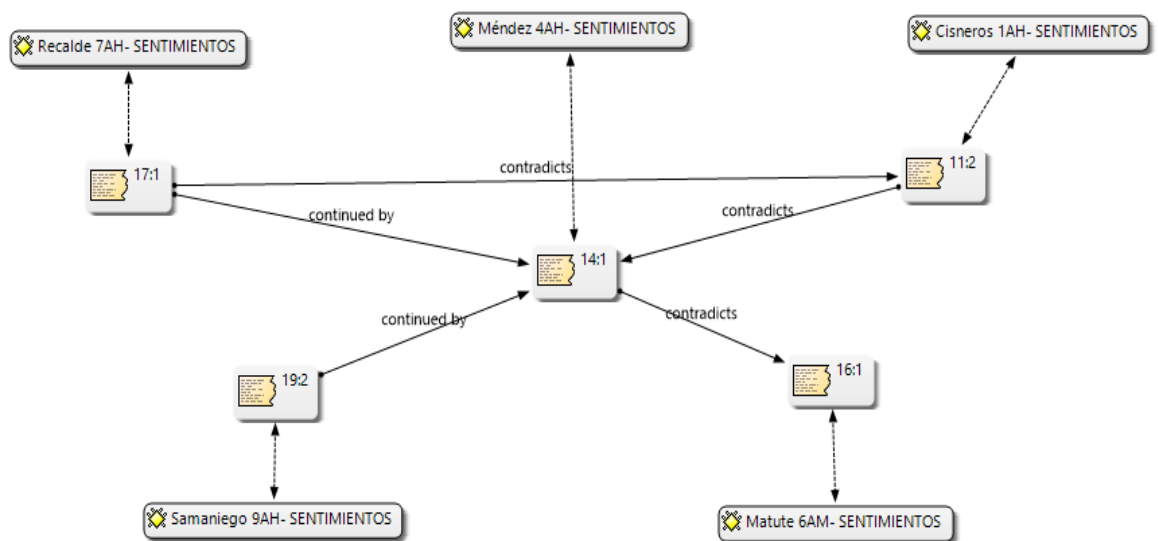 Recalde 7AH- SENTIMIENTOS
Méndez 4AH- SENTIMIENTOS
Cisneros 1AH- SENTIMIENTOS
17:1
contradicts
11:2
continued by
contradicts
14:1
continued by
contradicts
19:2
16:1
Samaniego 9AH- SENTIMIENTOS
Matute 6AM- SENTIMIENTOS